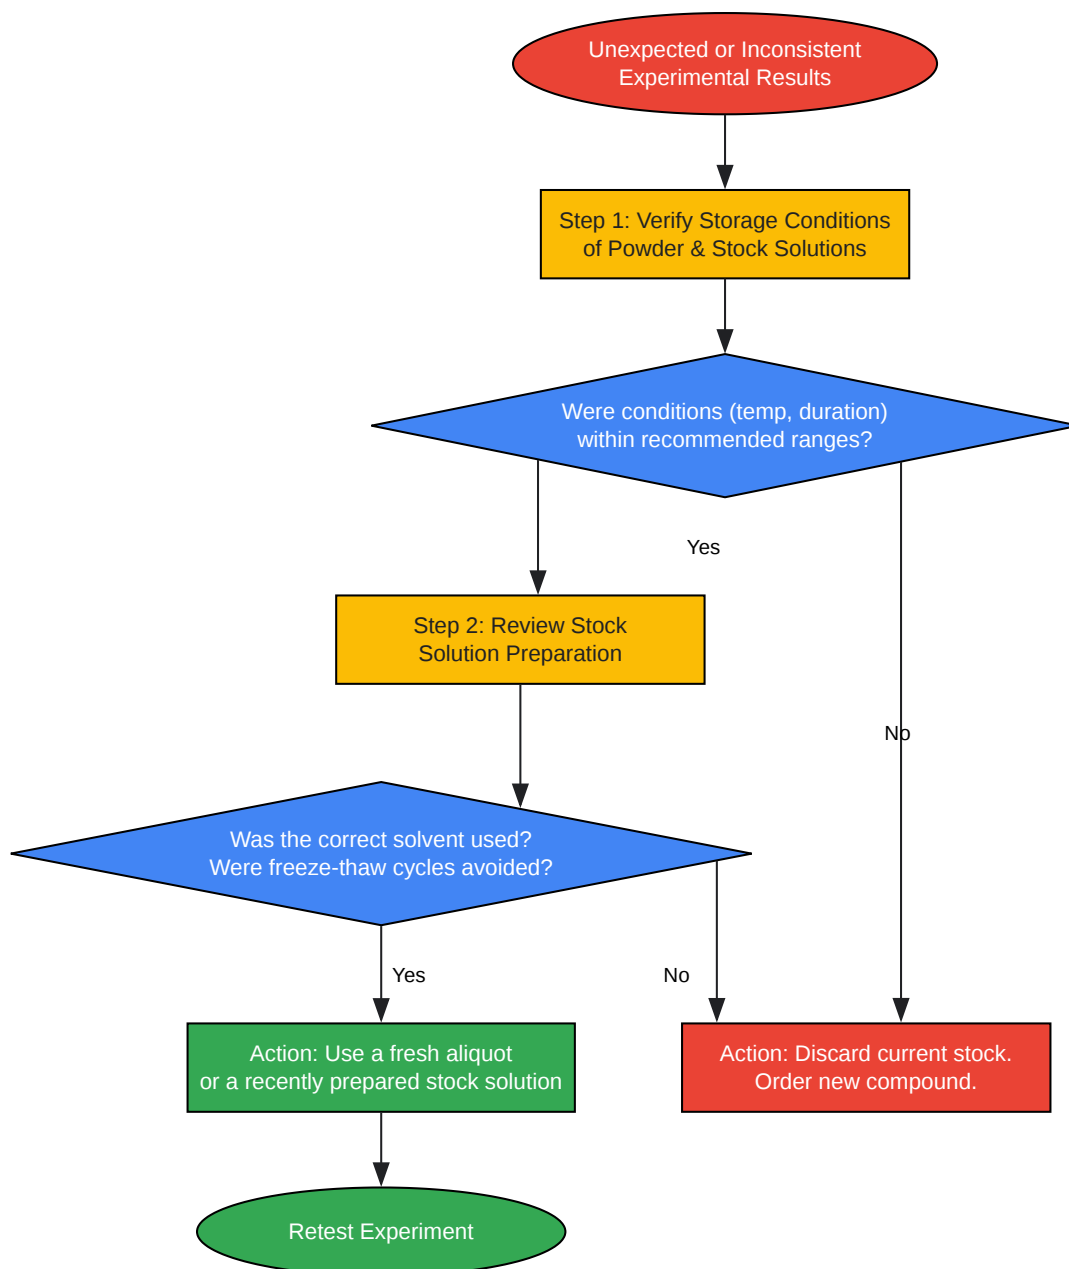 Unexpected or Inconsistent
Experimental Results
Step 1: Verify Storage Conditions
of Powder & Stock Solutions
Were conditions (temp, duration)
within recommended ranges?
Yes
Step 2: Review Stock
Solution Preparation
No
Was the correct solvent used?
Were freeze-thaw cycles avoided?
Yes
No
Action: Use a fresh aliquot
or a recently prepared stock solution
Action: Discard current stock.
Order new compound.
Retest Experiment